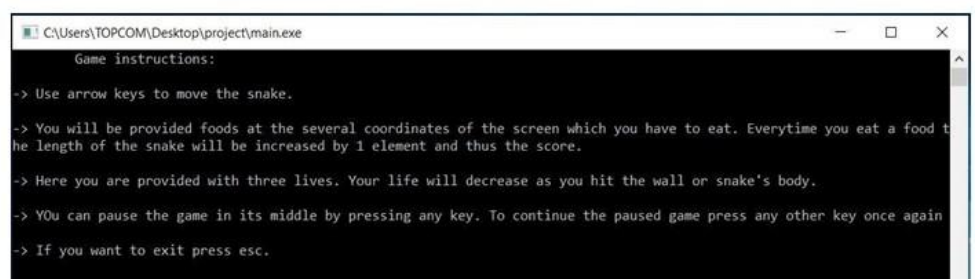 C:\Users\TOPCOM\Desktop\project\main.exe
Game instructions:
-> Use arrow keys to move the snake.
-> You will be provided foods at the several coordinates of the screen which you have to eat. Everytime you eat a food t
he length of the snake will be increased by 1 element and thus the score.
-> Here you are provided with three lives. Your life will decrease as you hit the wall or snake's body.
-> YOu can pause the game in its middle by pressing any key. To continue the paused game press any other key once again
-> If you want to exit press esc.